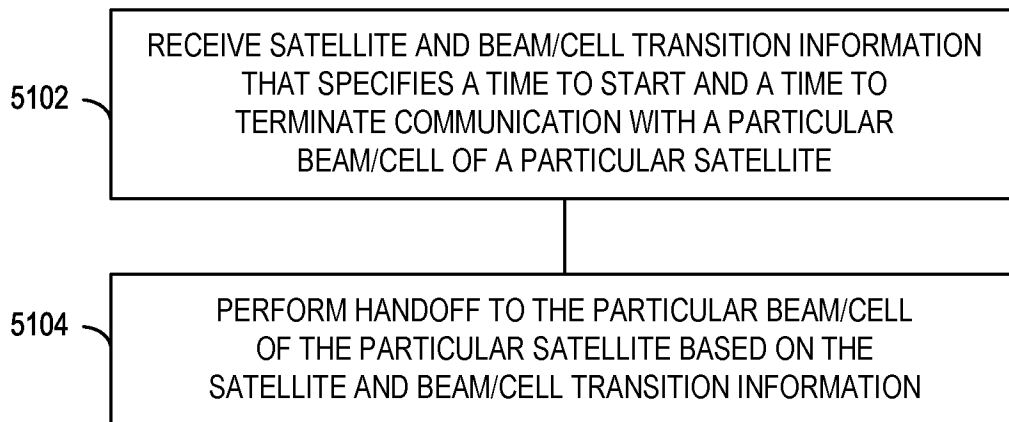 RECEIVE SATELLITE AND BEAM/CELL TRANSITION INFORMATION
THAT SPECIFIES A TIME TO START AND A TIME TO
5102
TERMINATE COMMUNICATION WITH A PARTICULAR
BEAM/CELL OF A PARTICULAR SATELLITE
PERFORM HANDOFF TO THE PARTICULAR BEAM/CELL
5104
OF THE PARTICULAR SATELLITE BASED ON THE
SATELLITE AND BEAM/CELL TRANSITION INFORMATION